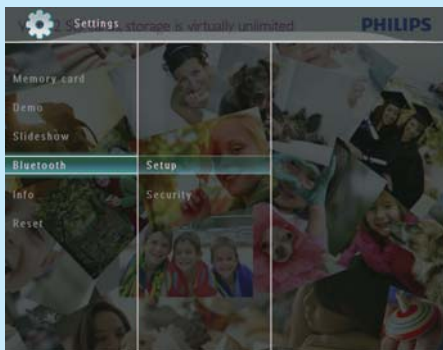 Settings
storage is virtually unlimited
PHILIPS
Memory card
Demo
Slideshow
Bluetooth
Setup
Info
Security
Reset